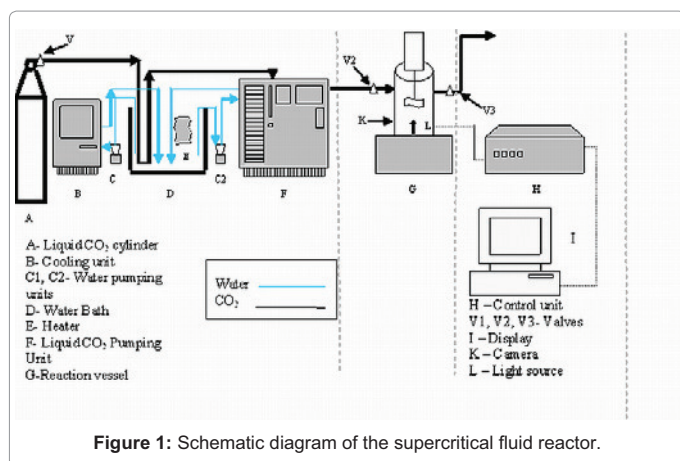 V
V2
V3
K
L
C
E
C2
B
D
F
G
H
A
I
A- Liquid CO2 cylinder
B- Cooling unit
C1, C2- Water pumping
units
D- Water Bath
E- Heater
F- Liquid CO2 Pumping
Unit
G-Reaction vessel
Water
CO2
H – Control unit
V1, V2, V3- Valves
I – Display
K – Camera
L – Light source
Figure 1: Schematic diagram of the supercritical fluid reactor.